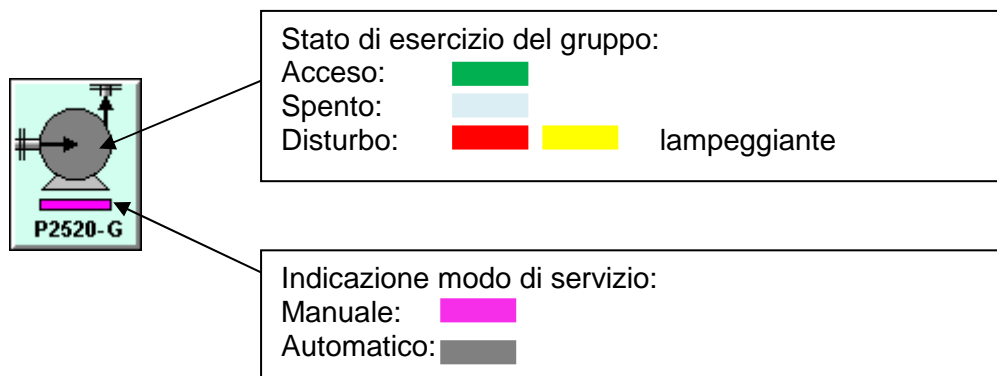 Stato di esercizio del gruppo:
Acceso:
Spento:
Disturbo: lampeggiante
P2520-G
Indicazione modo di servizio:
Manuale:
Automatico: